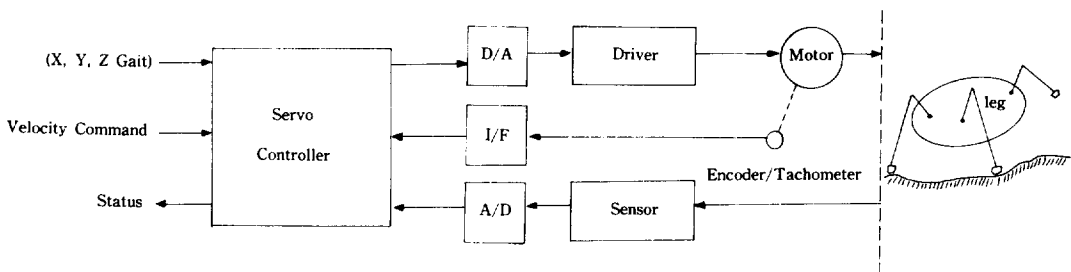 (X, Y, Z Gait)
Velocity Command
Status
Servo
Controller
D/A
Driver
Motor
I/F
Encoder/Tachometer
A/D
Sensor
leg